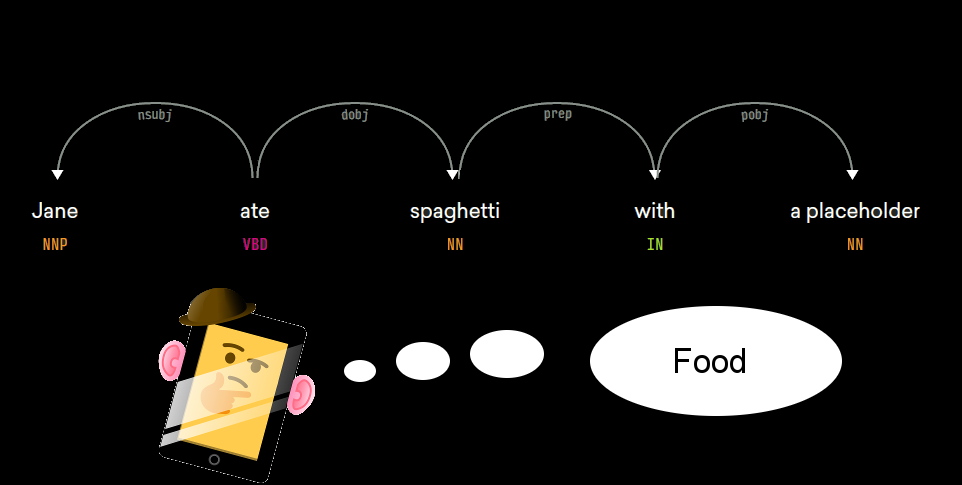 nsubj dobj prep pobj
Jane ate spaghetti with a placeholder
NNP VBD NN IN NN
Food